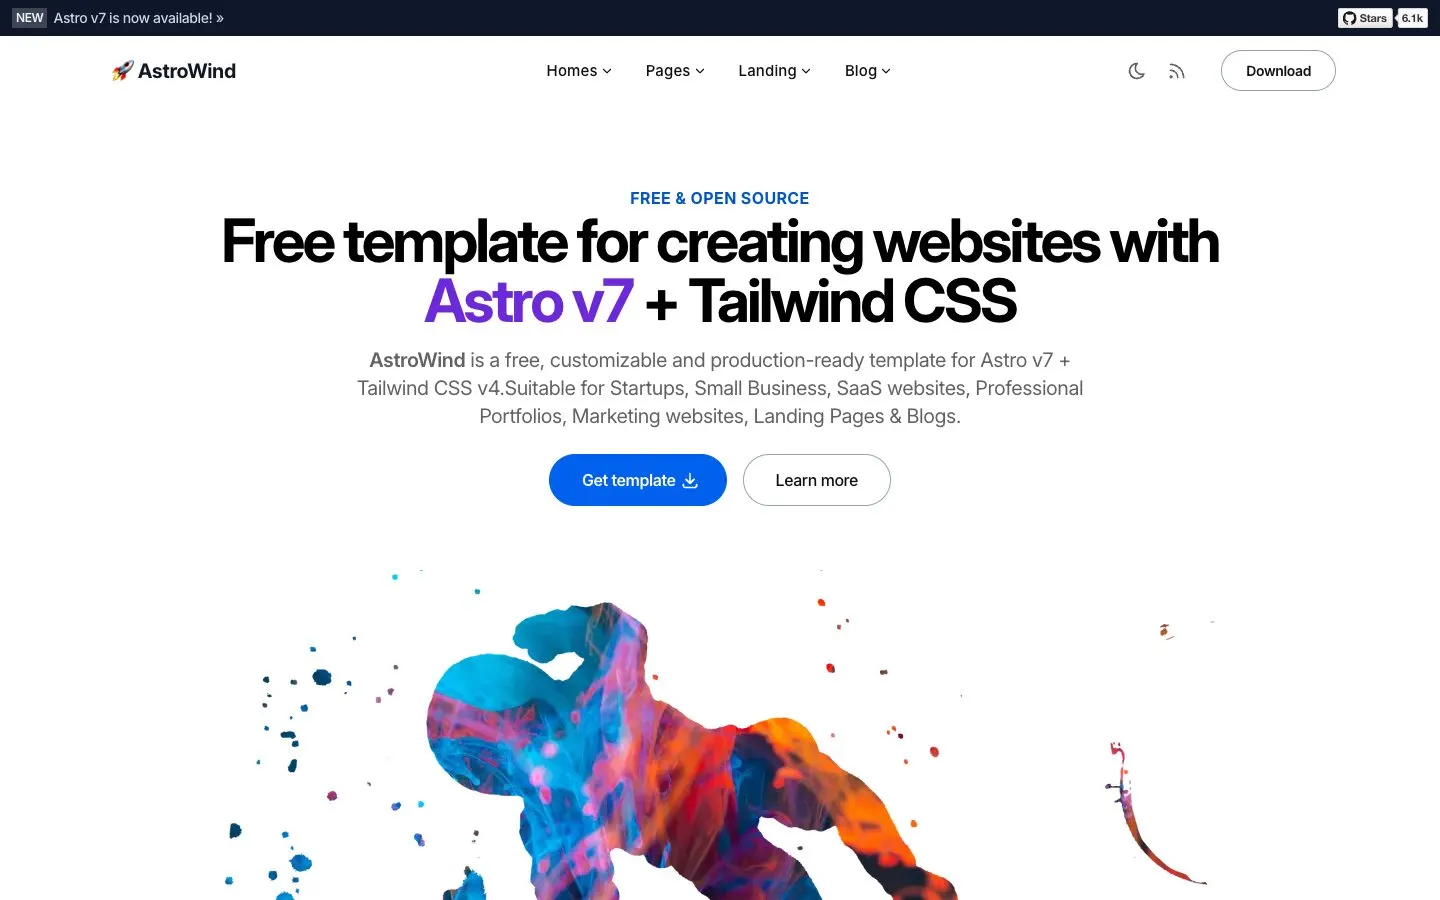 NEW Astro v7 is now available! »
Stars 6.1k
AstroWind
Homes Pages Landing Blog
Download
FREE & OPEN SOURCE
Free template for creating websites with
Astro v7 + Tailwind CSS
AstroWind is a free, customizable and production-ready template for Astro v7 +
Tailwind CSS v4.Suitable for Startups, Small Business, SaaS websites, Professional
Portfolios, Marketing websites, Landing Pages & Blogs.
Get template
Learn more